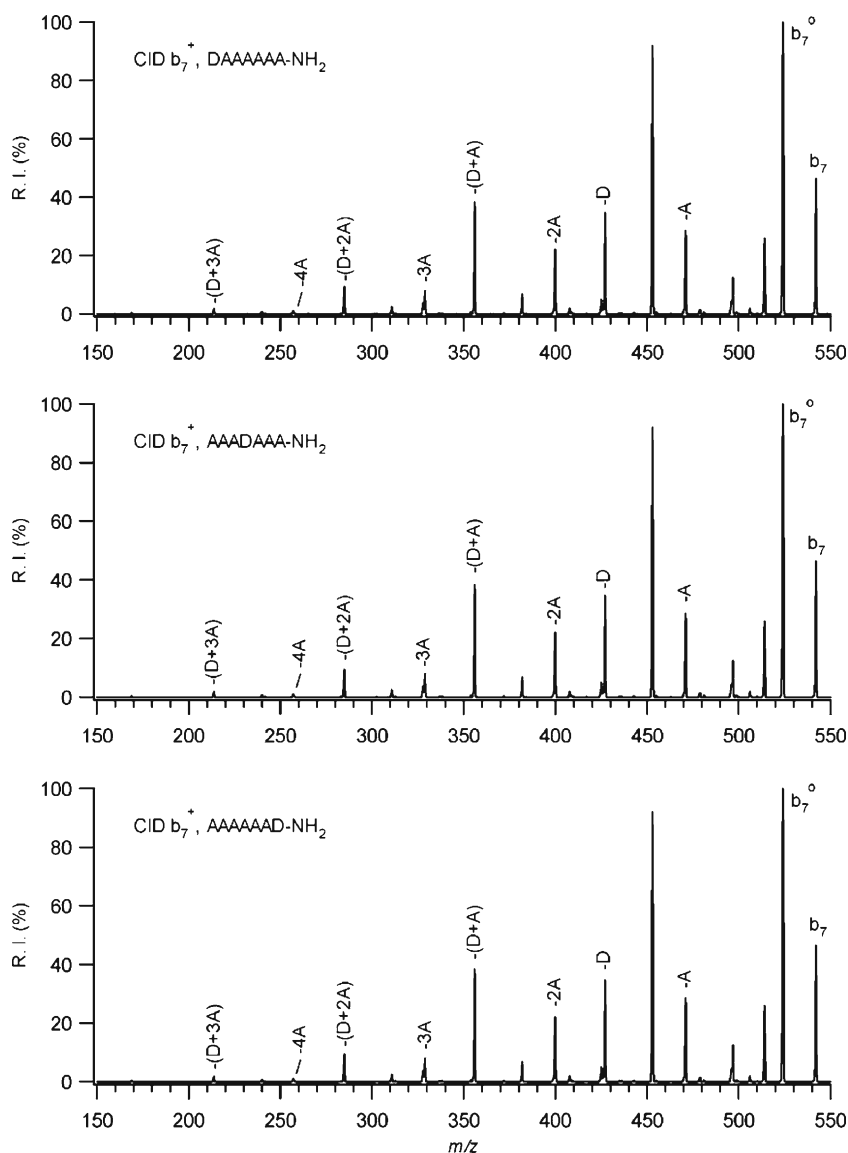 100
80
60
40
20
0
R. I. (%)
CID b₇⁺, DAAAAAA-NH₂
-(D+3A)
-4A
-(D+2A)
-3A
-(D+A)
-2A
-D
-A
b₇°
b₇
150 200 250 300 350 400 450 500 550
100
80
60
40
20
0
R. I. (%)
CID b₇⁺, AAADAAA-NH₂
-(D+3A)
-4A
-(D+2A)
-3A
-(D+A)
-2A
-D
-A
b₇°
b₇
150 200 250 300 350 400 450 500 550
100
80
60
40
20
0
R. I. (%)
CID b₇⁺, AAAAAAD-NH₂
-(D+3A)
-4A
-(D+2A)
-3A
-(D+A)
-2A
-D
-A
b₇°
b₇
150 200 250 300 350 400 450 500 550
m/z